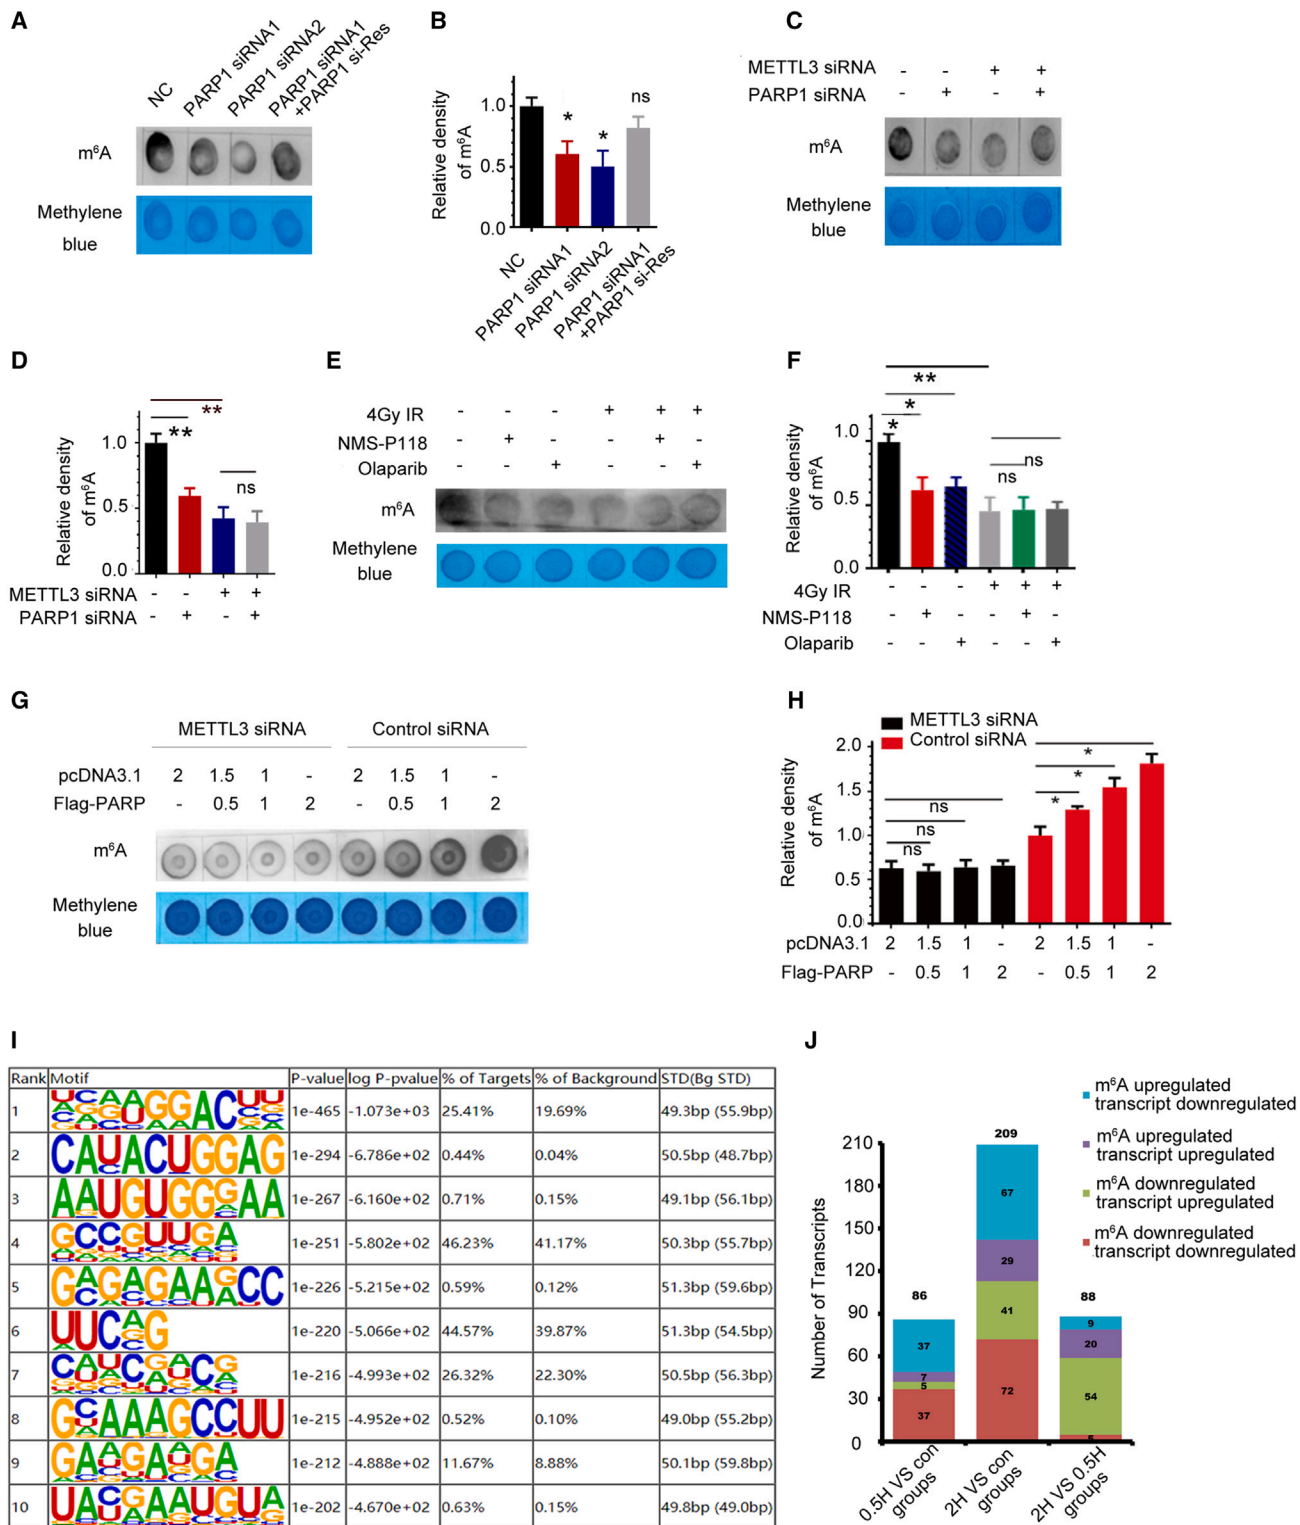 A
NC
PARP1 siRNA1
PARP1 siRNA2
PARP1 siRNA1
+PARP1 si-Res
m⁶A
Methylene
blue
B
Relative density
of m⁶A
1.0
0.5
0.0
*
*
ns
NC
PARP1 siRNA1
PARP1 siRNA2
PARP1 siRNA1
+PARP1 si-Res
C
METTL3 siRNA - - + +
PARP1 siRNA - + - +
m⁶A
Methylene
blue
D
Relative density
of m⁶A
1.0
0.5
0.0
**
**
ns
METTL3 siRNA - - + +
PARP1 siRNA - + - +
E
4Gy IR - - - + + +
NMS-P118 - + - - + -
Olaparib - - + - - +
m⁶A
Methylene
blue
F
Relative density
of m⁶A
1.0
0.5
0.0
**
*
*
ns
ns
4Gy IR - - - + + +
NMS-P118 - + - - + -
Olaparib - - + - - +
G
METTL3 siRNA Control siRNA
pcDNA3.1 2 1.5 1 - 2 1.5 1 -
Flag-PARP - 0.5 1 2 - 0.5 1 2
m⁶A
Methylene
blue
H
METTL3 siRNA
Control siRNA
Relative density
of m⁶A
2.0
1.5
1.0
0.5
0.0
ns
ns
ns
*
*
*
pcDNA3.1 2 1.5 1 - 2 1.5 1 -
Flag-PARP - 0.5 1 2 - 0.5 1 2
I
Rank Motif P-value log P-pvalue % of Targets % of Background STD(Bg STD)
1 1e-465 -1.073e+03 25.41% 19.69% 49.3bp (55.9bp)
2 CAUACUGGAG 1e-294 -6.786e+02 0.44% 0.04% 50.5bp (48.7bp)
3 AAUGUGGGAA 1e-267 -6.160e+02 0.71% 0.15% 49.1bp (56.1bp)
4 GCCGUUGA 1e-251 -5.802e+02 46.23% 41.17% 50.3bp (55.7bp)
5 GAGAGAAGCC 1e-226 -5.215e+02 0.59% 0.12% 51.3bp (59.6bp)
6 UUCAG 1e-220 -5.066e+02 44.57% 39.87% 51.3bp (54.5bp)
7 CAUCGACG 1e-216 -4.993e+02 26.32% 22.30% 50.5bp (56.3bp)
8 GCAAAGCCUU 1e-215 -4.952e+02 0.52% 0.10% 49.0bp (55.2bp)
9 GAAGAAGA 1e-212 -4.888e+02 11.67% 8.88% 50.1bp (59.8bp)
10 UACGAAUGUA 1e-202 -4.670e+02 0.63% 0.15% 49.8bp (49.0bp)
J
m⁶A upregulated
transcript downregulated
m⁶A upregulated
transcript upregulated
m⁶A downregulated
transcript upregulated
m⁶A downregulated
transcript downregulated
Number of Transcripts
210
180
150
120
90
60
30
0
86
37
7
5
37
209
67
29
41
72
88
9
20
54
5
0.5H VS con
groups
2H VS con
groups
2H VS 0.5H
groups